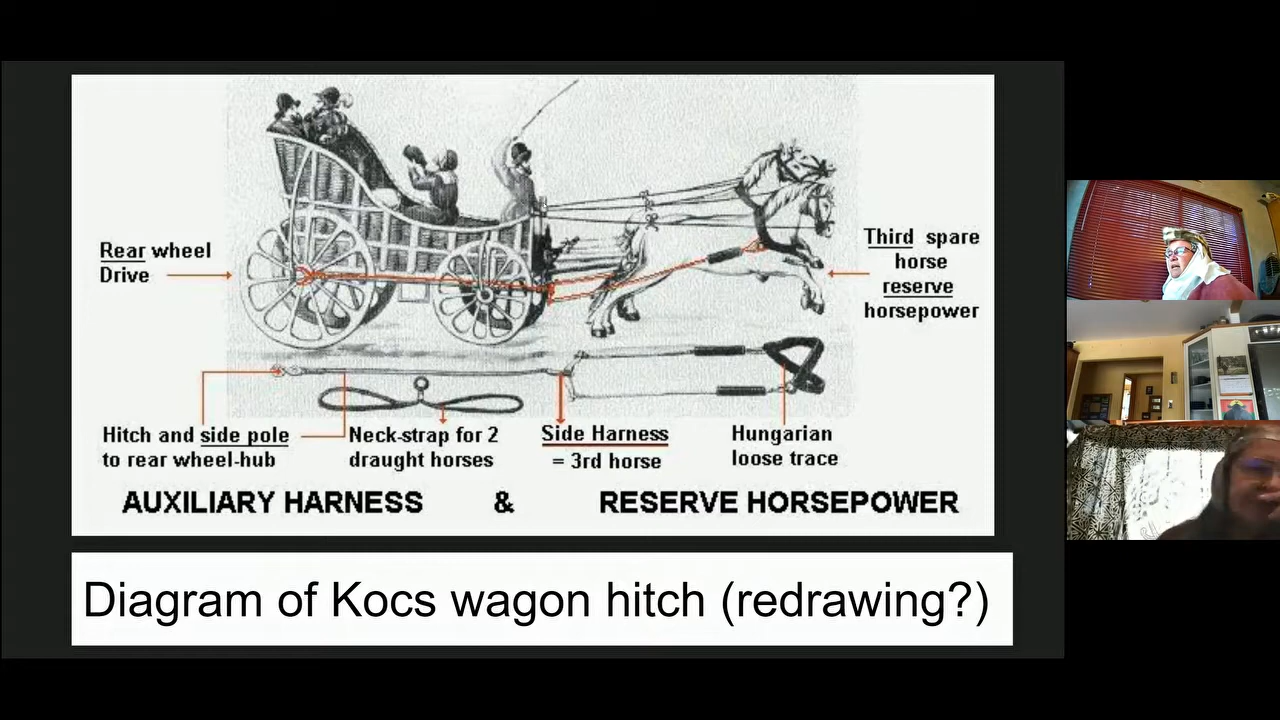 Rear wheel
Drive
Third spare
horse
reserve
horsepower
Hitch and side pole
to rear wheel-hub
Neck-strap for 2
draught horses
Side Harness
= 3rd horse
Hungarian
loose trace
AUXILIARY HARNESS & RESERVE HORSEPOWER
Diagram of Kocs wagon hitch (redrawing?)